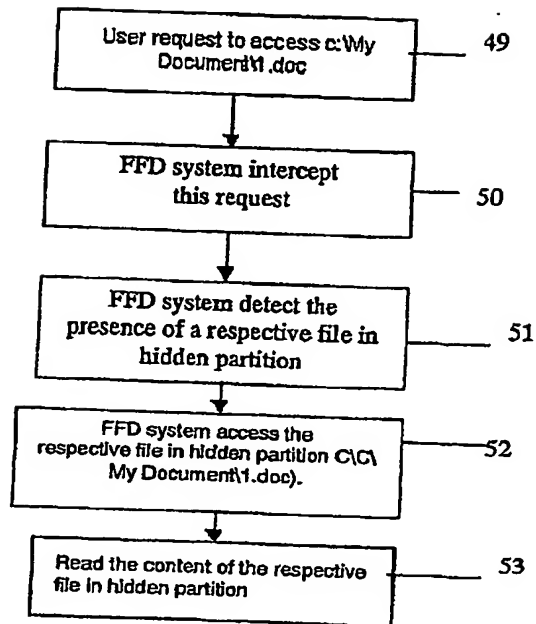 User request to access c:\My
Document\1.doc
49
FFD system intercept
this request
50
FFD system detect the
presence of a respective file in
hidden partition
51
FFD system access the
respective file in hidden partition C\C\
My Document\1.doc).
52
Read the content of the respective
file in hidden partition
53